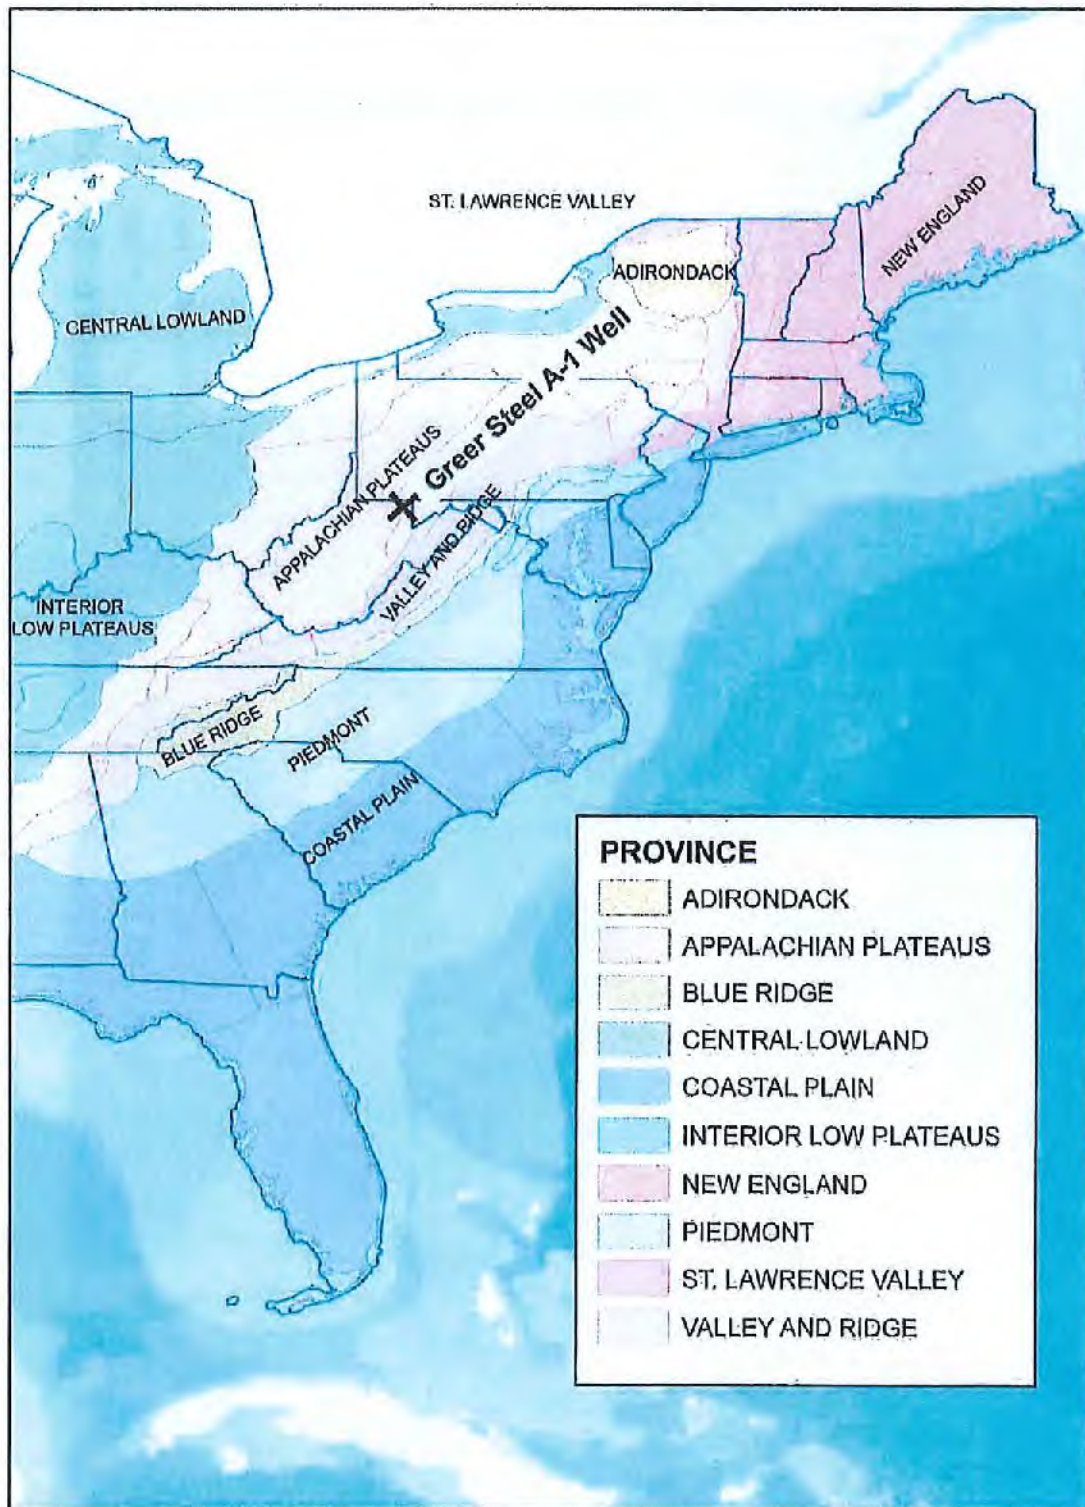 ST. LAWRENCE VALLEY
NEW ENGLAND
ADIRONDACK
CENTRAL LOWLAND
Greer Steel A-1 Well
APPALACHIAN PLATEAUS
VALLEY AND RIDGE
INTERIOR
LOW PLATEAUS
BLUE RIDGE
PIEDMONT
COASTAL PLAIN
PROVINCE
ADIRONDACK
APPALACHIAN PLATEAUS
BLUE RIDGE
CENTRAL LOWLAND
COASTAL PLAIN
INTERIOR LOW PLATEAUS
NEW ENGLAND
PIEDMONT
ST. LAWRENCE VALLEY
VALLEY AND RIDGE